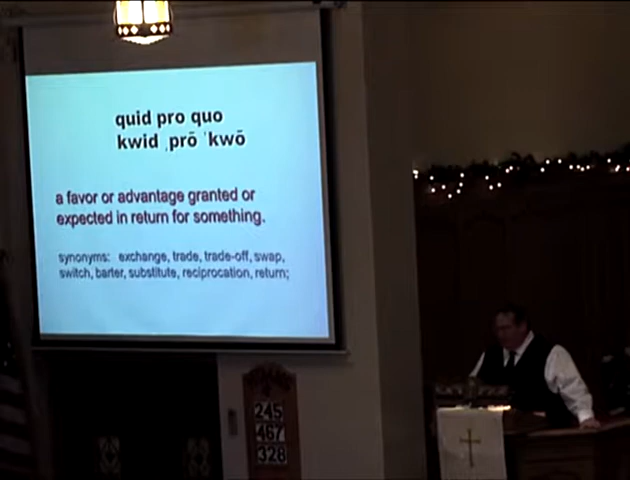 quid pro quo
kwid ˌprō ˈkwō
a favor or advantage granted or
expected in return for something.
synonyms: exchange, trade, trade-off, swap,
switch, barter, substitute, reciprocation, return;
245
467
328